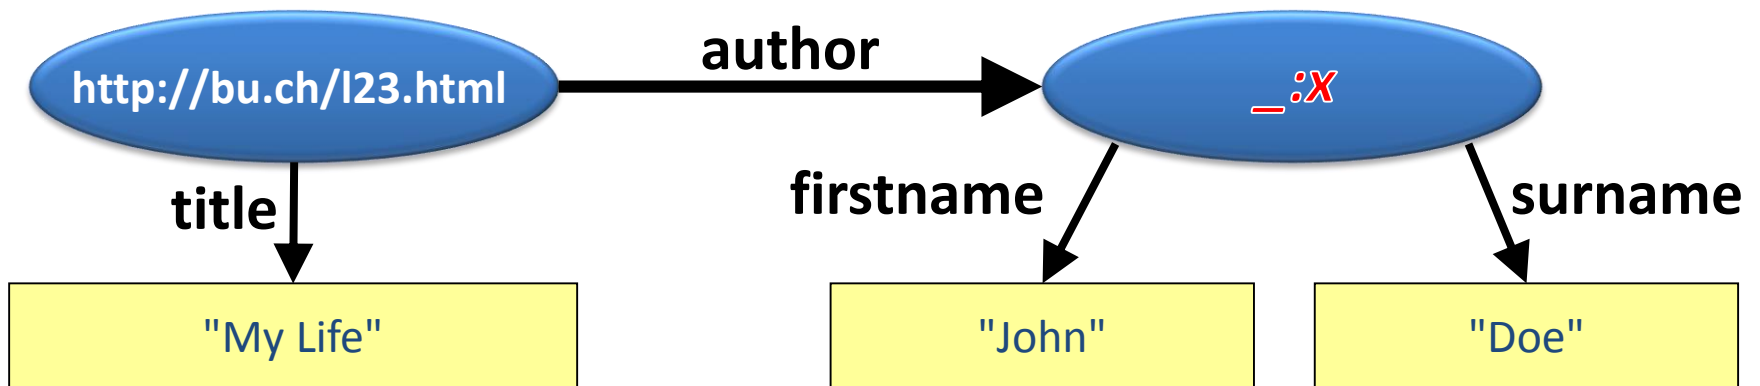 author
http://bu.ch/l23.html
_:x
title
firstname
surname
"My Life"
"John"
"Doe"